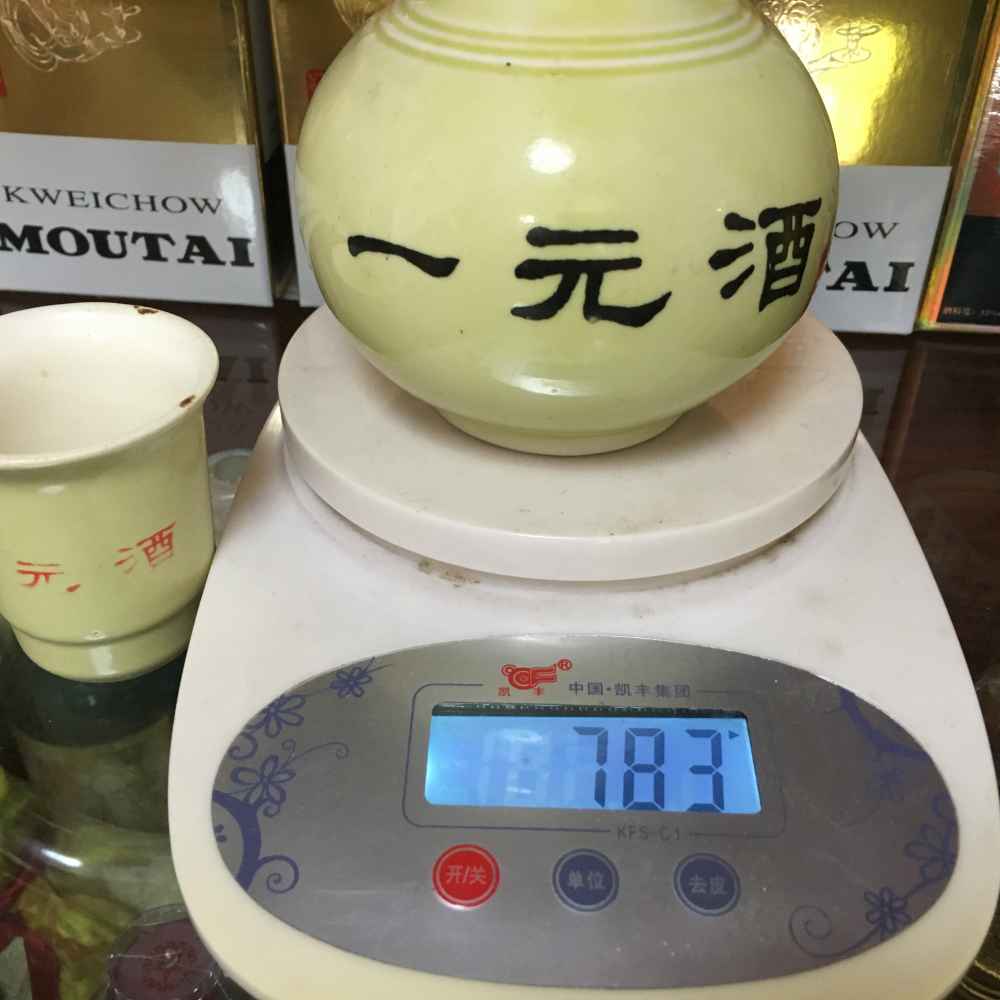 KWEICHOW
MOUTAI
OW
TAI
一元酒
元酒
凯丰®
中国·凯丰集团
783
KFS-C1
开/关
单位
去皮